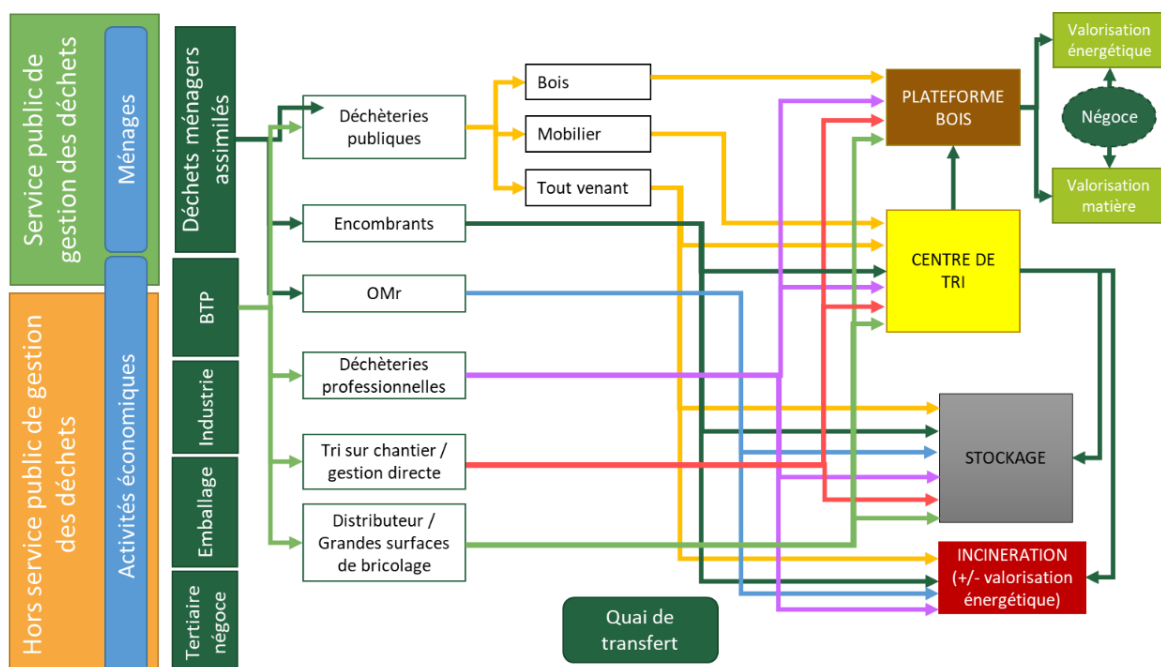 Service public de
gestion des déchets
Hors service public de gestion
des déchets
Ménages
Activités économiques
Déchets ménagers
assimilés
BTP
Industrie
Emballage
Tertiaire
négoce
Déchèteries
publiques
Encombrants
OMr
Déchèteries
professionnelles
Tri sur chantier /
gestion directe
Distributeur /
Grandes surfaces
de bricolage
Bois
Mobilier
Tout venant
Quai de
transfert
PLATEFORME
BOIS
CENTRE DE
TRI
STOCKAGE
INCINERATION
(+/- valorisation
énergétique)
Valorisation
énergétique
Négoce
Valorisation
matière